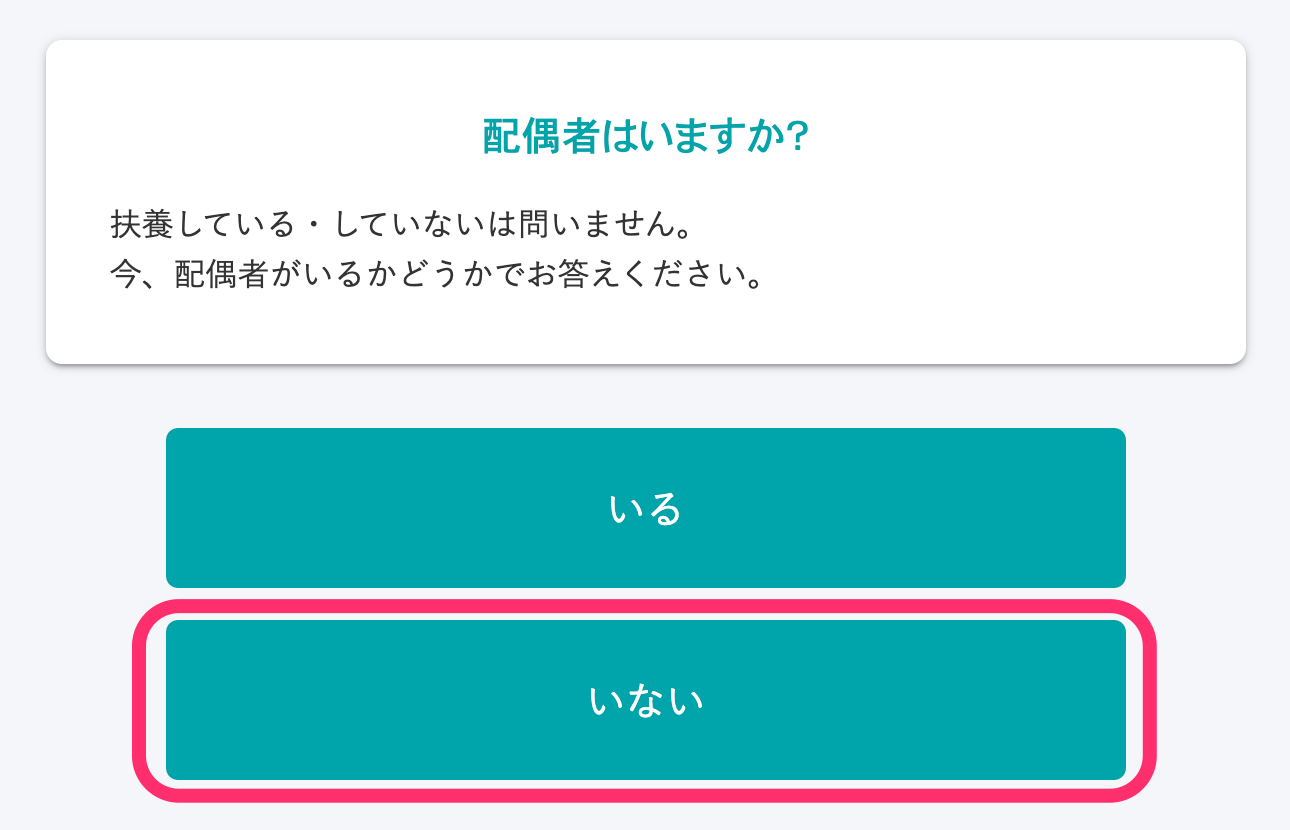 配偶者はいますか?
扶養している・していないは問いません。
今、配偶者がいるかどうかでお答えください。
いる
いない